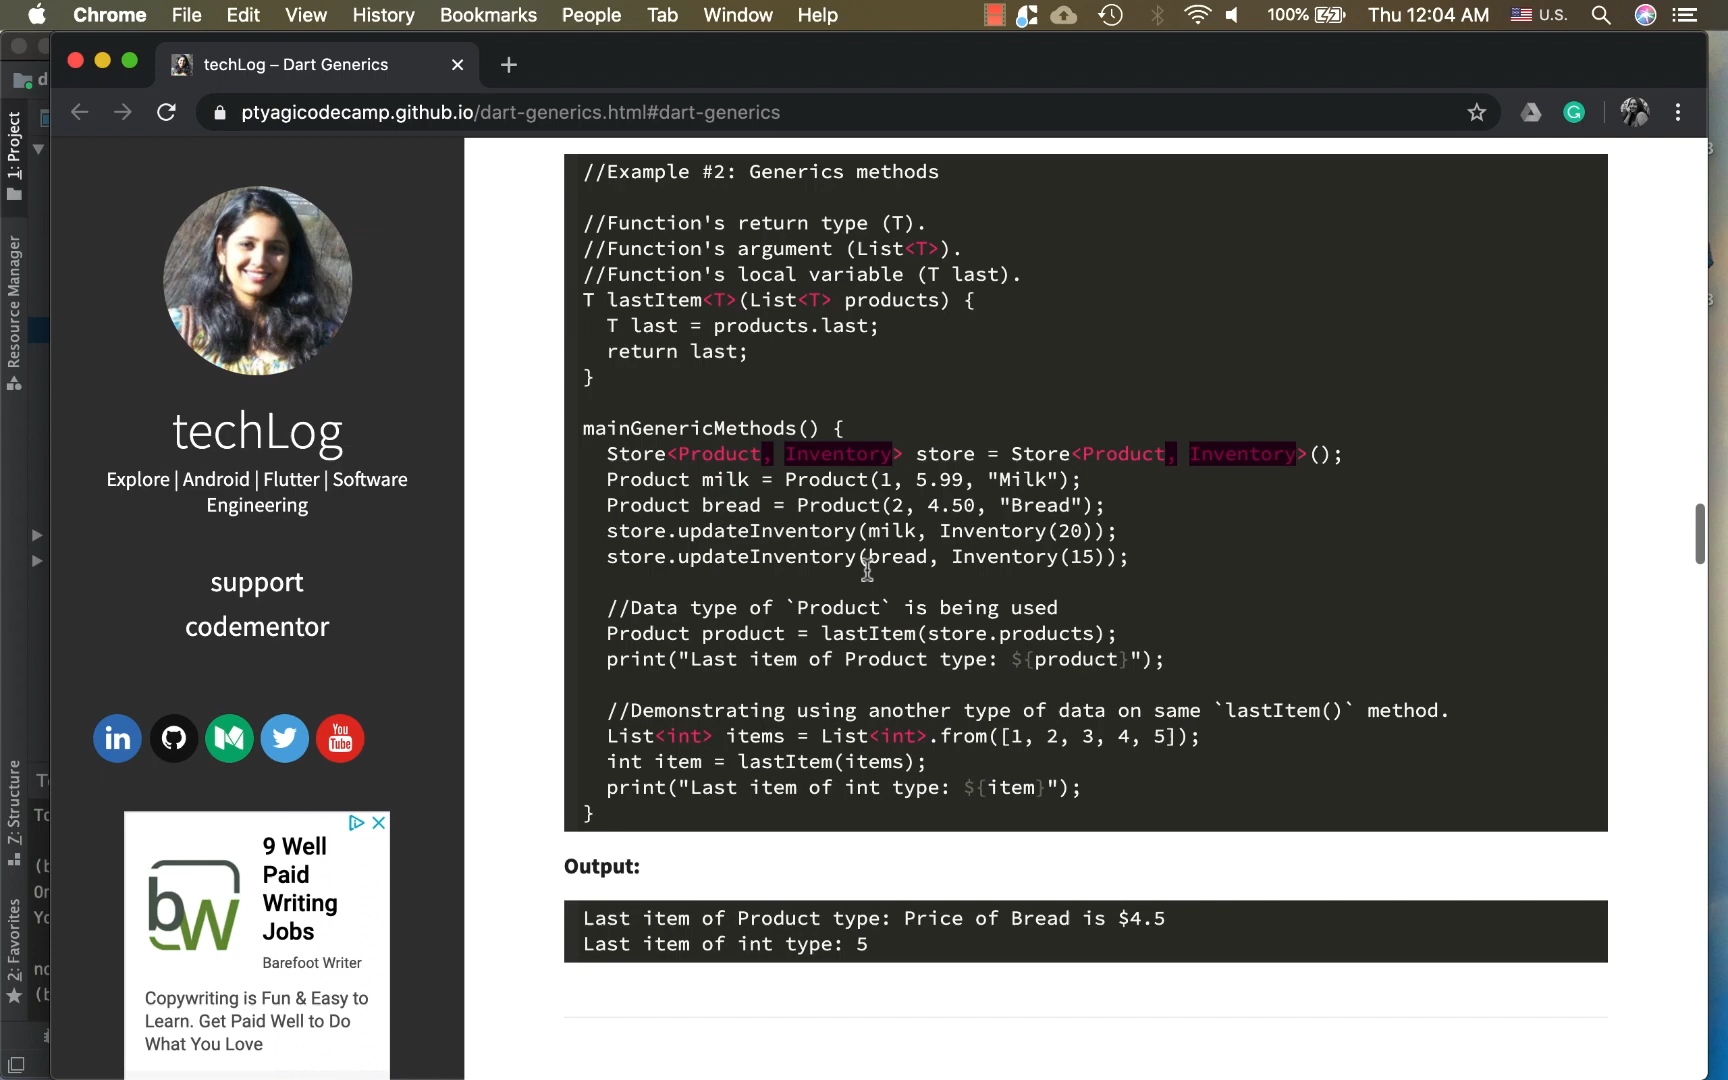 Chrome File Edit View History Bookmarks People Tab Window Help 100% Thu 12:04 AM U.S.
techLog – Dart Generics
ptyagicodecamp.github.io/dart-generics.html#dart-generics
1: Project
Resource Manager
Z: Structure
2: Favorites
techLog
Explore | Android | Flutter | Software
Engineering
support
codementor
in
You
Tube
9 Well
Paid
Writing
Jobs
bw
Barefoot Writer
Copywriting is Fun & Easy to
Learn. Get Paid Well to Do
What You Love
//Example #2: Generics methods
//Function's return type (T).
//Function's argument (List<T>).
//Function's local variable (T last).
T lastItem<T>(List<T> products) {
T last = products.last;
return last;
}
mainGenericMethods() {
Store<Product, Inventory> store = Store<Product, Inventory>();
Product milk = Product(1, 5.99, "Milk");
Product bread = Product(2, 4.50, "Bread");
store.updateInventory(milk, Inventory(20));
store.updateInventory(bread, Inventory(15));
//Data type of `Product` is being used
Product product = lastItem(store.products);
print("Last item of Product type: ${product}");
//Demonstrating using another type of data on same `lastItem()` method.
List<int> items = List<int>.from([1, 2, 3, 4, 5]);
int item = lastItem(items);
print("Last item of int type: ${item}");
}
Output:
Last item of Product type: Price of Bread is $4.5
Last item of int type: 5